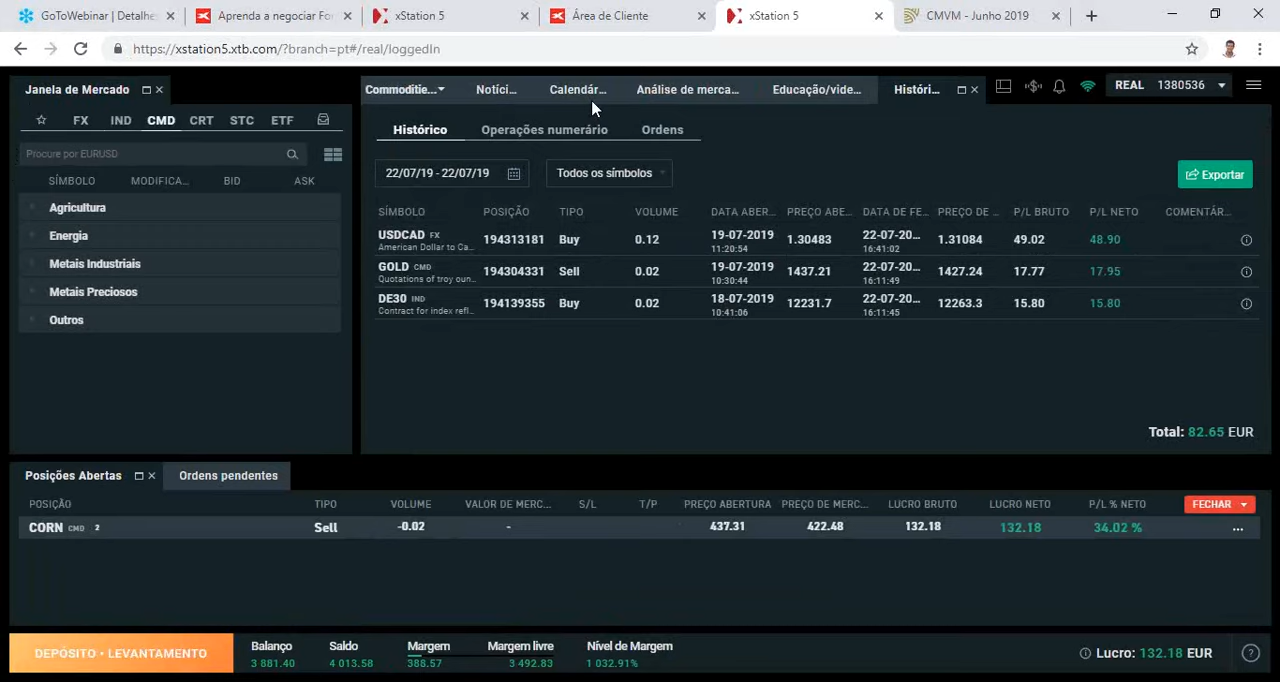 GoToWebinar | Detalhe
Aprenda a negociar For
xStation 5
Área de Cliente
xStation 5
CMVM - Junho 2019
https://xstation5.xtb.com/?branch=pt#/real/loggedIn
Janela de Mercado
FX IND CMD CRT STC ETF
Procure por EURUSD
SÍMBOLO MODIFICA... BID ASK
Agricultura
Energia
Metais Industriais
Metais Preciosos
Outros
Commoditie... Notíci... Calendár... Análise de merca... Educação/vide... Históri...
REAL 1380536
Histórico Operações numerário Ordens
22/07/19 - 22/07/19 Todos os símbolos Exportar
SÍMBOLO POSIÇÃO TIPO VOLUME DATA ABER... PREÇO ABE... DATA DE FE... PREÇO DE ... P/L BRUTO P/L NETO COMENTÁR...
USDCAD FX 194313181 Buy 0.12 19-07-2019 1.30483 22-07-20... 1.31084 49.02 48.90
American Dollar to Ca... 11:20:54 16:41:02
GOLD CMD 194304331 Sell 0.02 19-07-2019 1437.21 22-07-20... 1427.24 17.77 17.95
Quotations of troy oun... 10:30:44 16:11:49
DE30 IND 194139355 Buy 0.02 18-07-2019 12231.7 22-07-20... 12263.3 15.80 15.80
Contract for index refl... 10:41:06 16:11:45
Total: 82.65 EUR
Posições Abertas Ordens pendentes
POSIÇÃO TIPO VOLUME VALOR DE MERC... S/L T/P PREÇO ABERTURA PREÇO DE MERC... LUCRO BRUTO LUCRO NETO P/L % NETO FECHAR
CORN CMD 2 Sell -0.02 - 437.31 422.48 132.18 132.18 34.02 % ...
DEPÓSITO • LEVANTAMENTO
Balanço Saldo Margem Margem livre Nível de Margem
3 881.40 4 013.58 388.57 3 492.83 1 032.91%
Lucro: 132.18 EUR